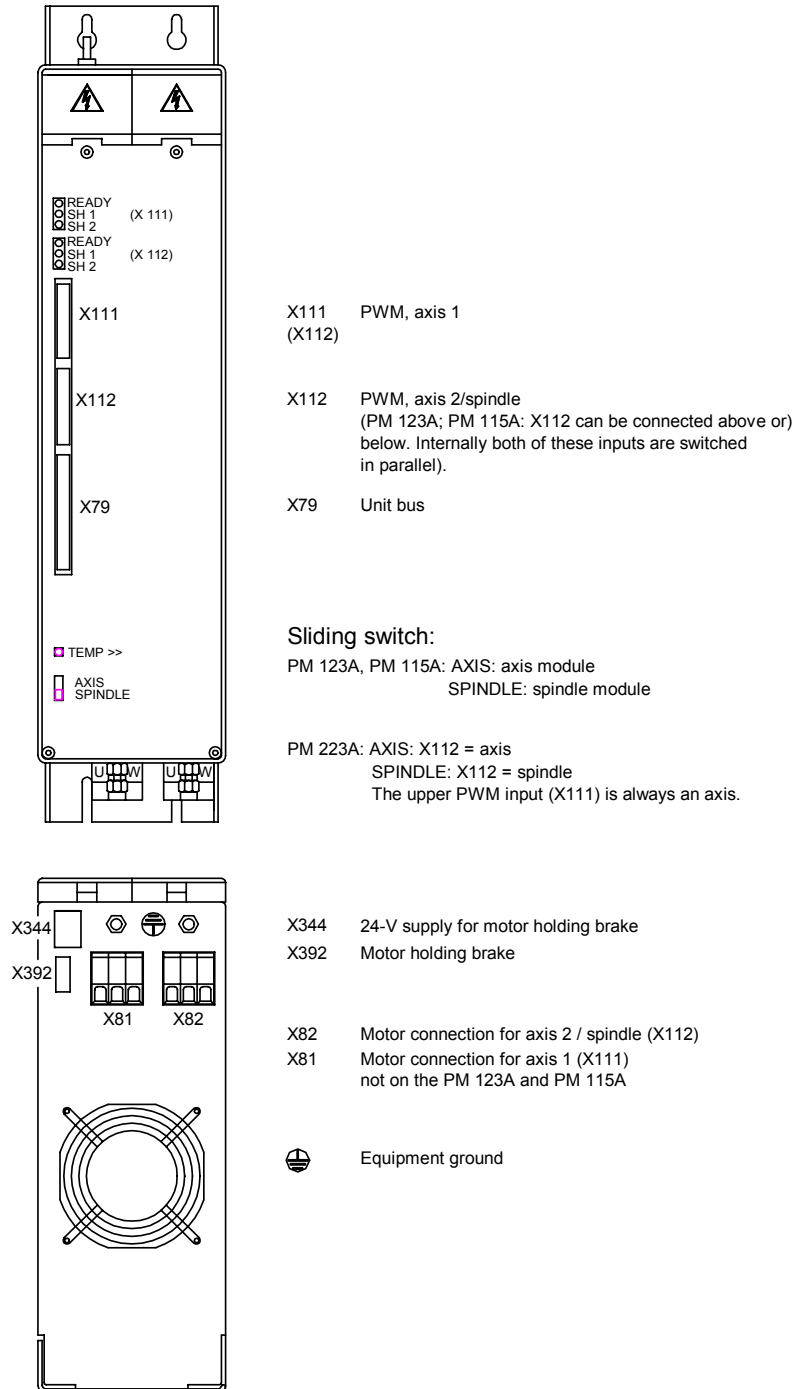 READY
SH 1 (X 111)
SH 2
READY
SH 1 (X 112)
SH 2
X111
X112
X79
TEMP >>
AXIS
SPINDLE
U W U W
X111 PWM, axis 1
(X112)
X112 PWM, axis 2/spindle
(PM 123A; PM 115A: X112 can be connected above or)
below. Internally both of these inputs are switched
in parallel).
X79 Unit bus
Sliding switch:
PM 123A, PM 115A: AXIS: axis module
SPINDLE: spindle module
PM 223A: AXIS: X112 = axis
SPINDLE: X112 = spindle
The upper PWM input (X111) is always an axis.
X344
X392
X81 X82
X344 24-V supply for motor holding brake
X392 Motor holding brake
X82 Motor connection for axis 2 / spindle (X112)
X81 Motor connection for axis 1 (X111)
not on the PM 123A and PM 115A
Equipment ground